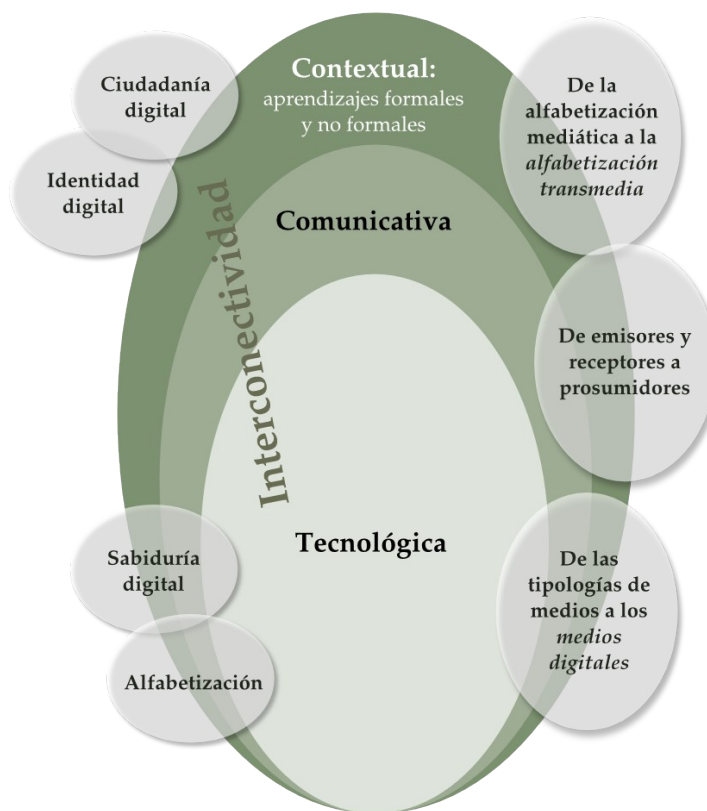 Ciudadanía
digital
Identidad
digital
Contextual:
aprendizajes formales
y no formales
De la
alfabetización
mediática a la
alfabetización
transmedia
Comunicativa
Interconectividad
De emisores y
receptores a
prosumidores
Tecnológica
Sabiduría
digital
Alfabetización
De las
tipologías de
medios a los
medios
digitales